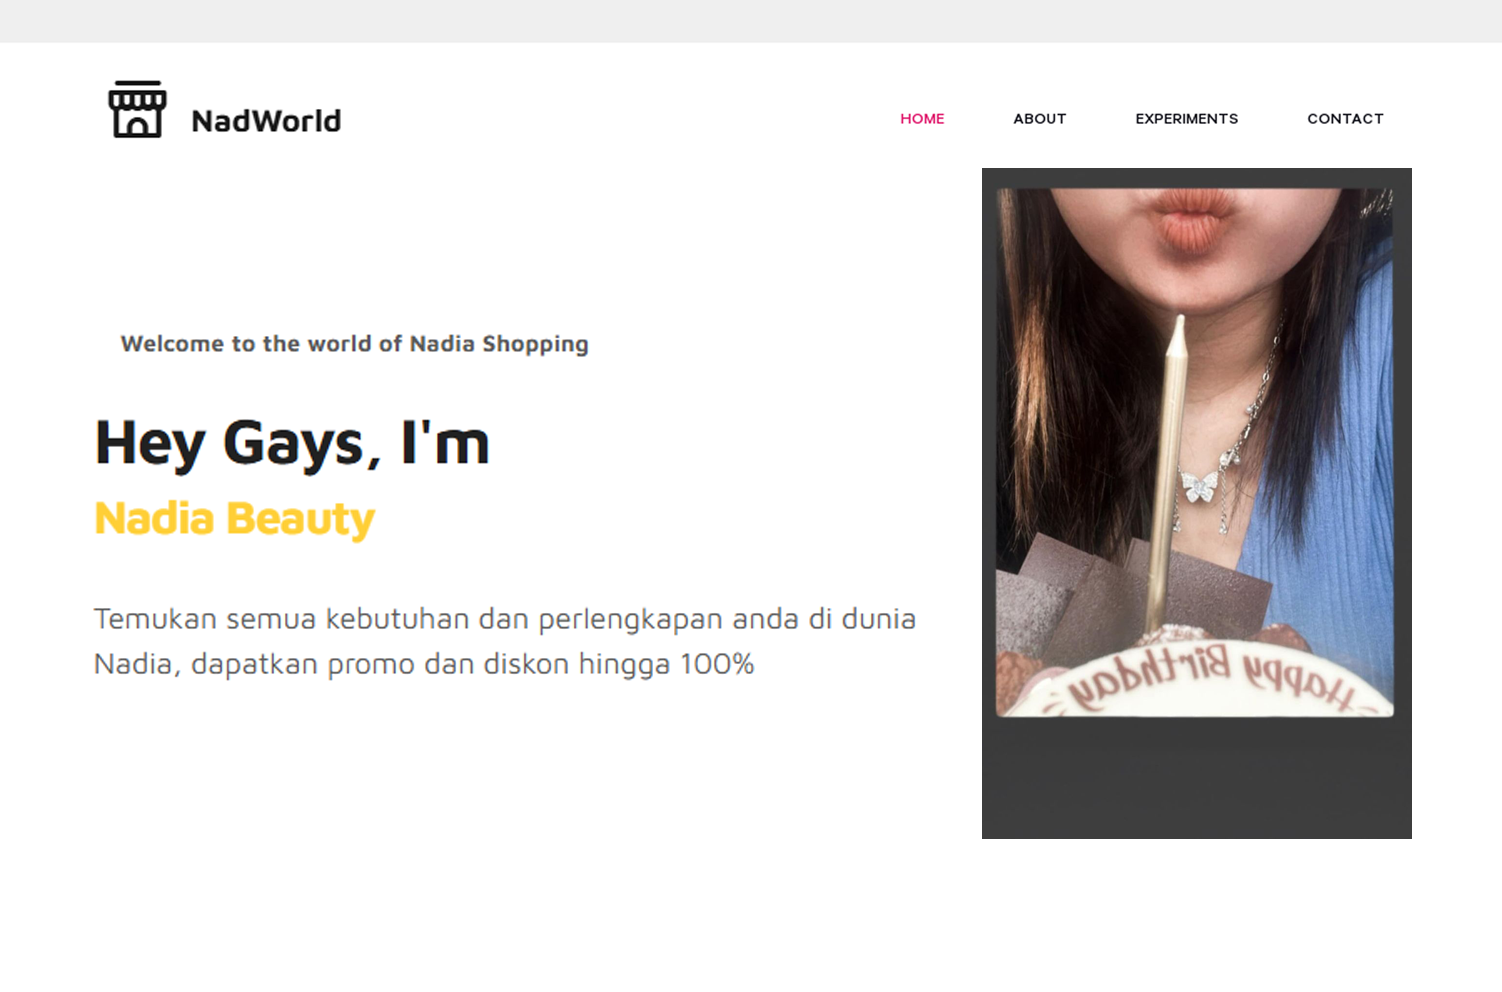 NadWorld
HOME ABOUT EXPERIMENTS CONTACT
Welcome to the world of Nadia Shopping
Hey Gays, I'm
Nadia Beauty
Temukan semua kebutuhan dan perlengkapan anda di dunia
Nadia, dapatkan promo dan diskon hingga 100%
Happy Birthday